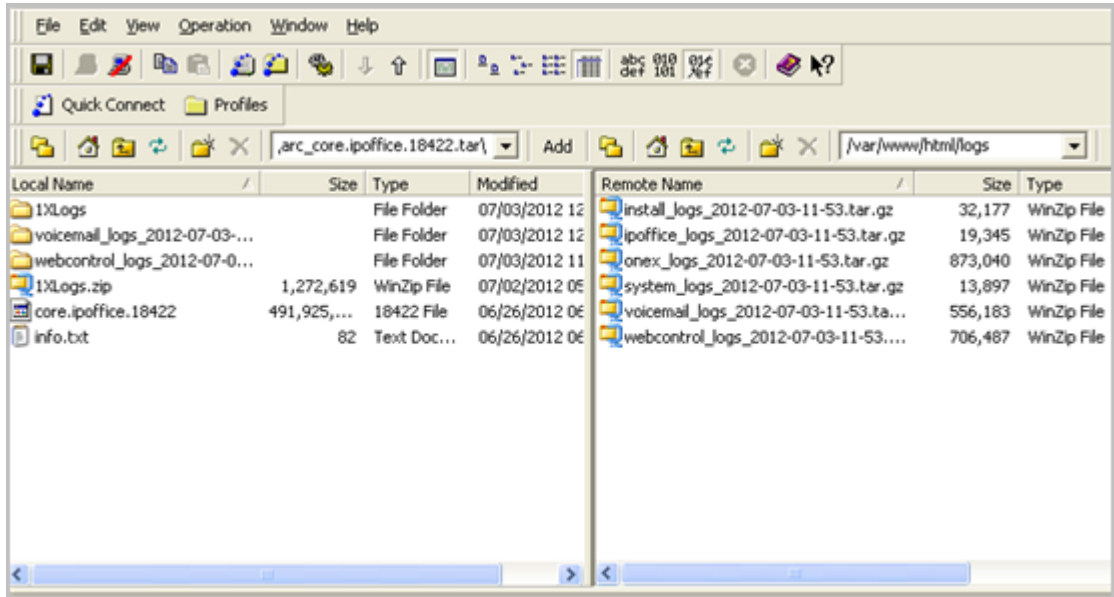 File Edit View Operation Window Help
abc def 010 101
Quick Connect Profiles
,arc_core.ipoffice.18422.tar\ Add /var/www/html/logs
Local Name Size Type Modified Remote Name Size Type
1XLogs File Folder 07/03/2012 12 install_logs_2012-07-03-11-53.tar.gz 32,177 WinZip File
voicemail_logs_2012-07-03-... File Folder 07/03/2012 12 ipoffice_logs_2012-07-03-11-53.tar.gz 19,345 WinZip File
webcontrol_logs_2012-07-0... File Folder 07/03/2012 11 onex_logs_2012-07-03-11-53.tar.gz 873,040 WinZip File
1XLogs.zip 1,272,619 WinZip File 07/02/2012 05 system_logs_2012-07-03-11-53.tar.gz 13,897 WinZip File
core.ipoffice.18422 491,925,... 18422 File 06/26/2012 06 voicemail_logs_2012-07-03-11-53.ta... 556,183 WinZip File
info.txt 82 Text Doc... 06/26/2012 06 webcontrol_logs_2012-07-03-11-53.... 706,487 WinZip File